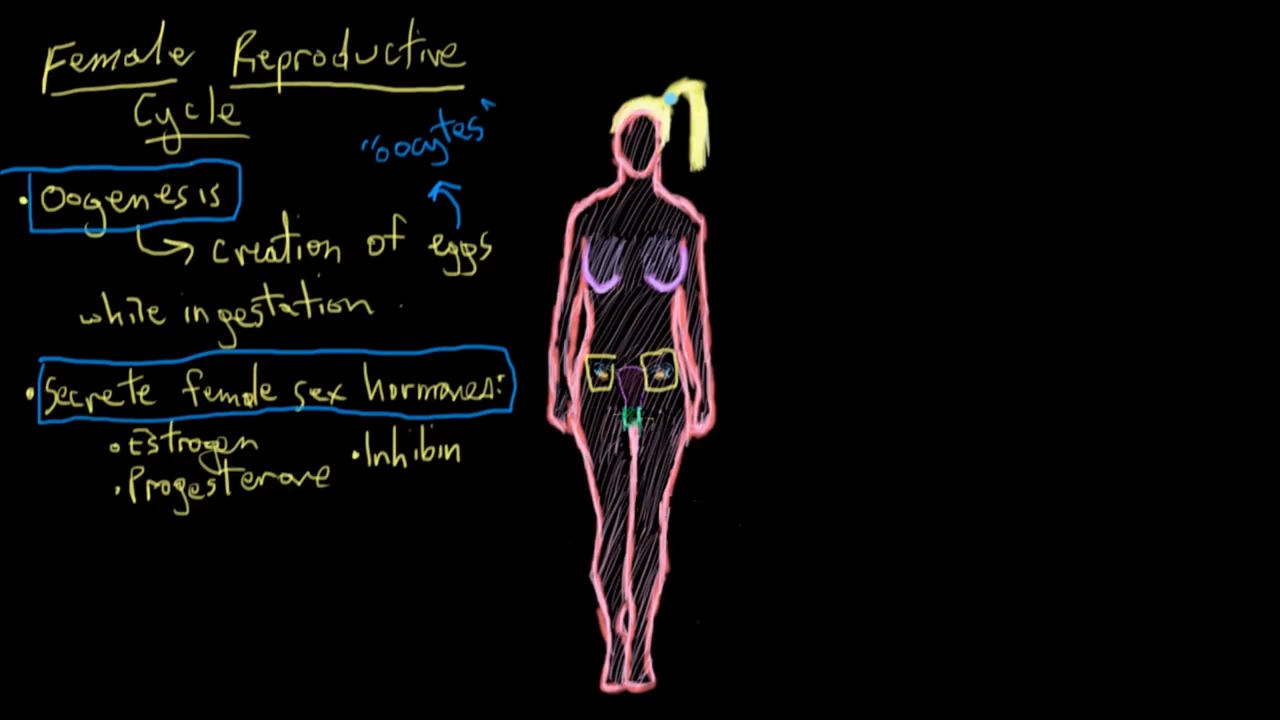 Female Reproductive
Cycle
"oocytes"
• Oogenesis
↳ creation of eggs
while in gestation.
• Secrete female sex hormones:
• Estrogen • Inhibin
• Progesterone